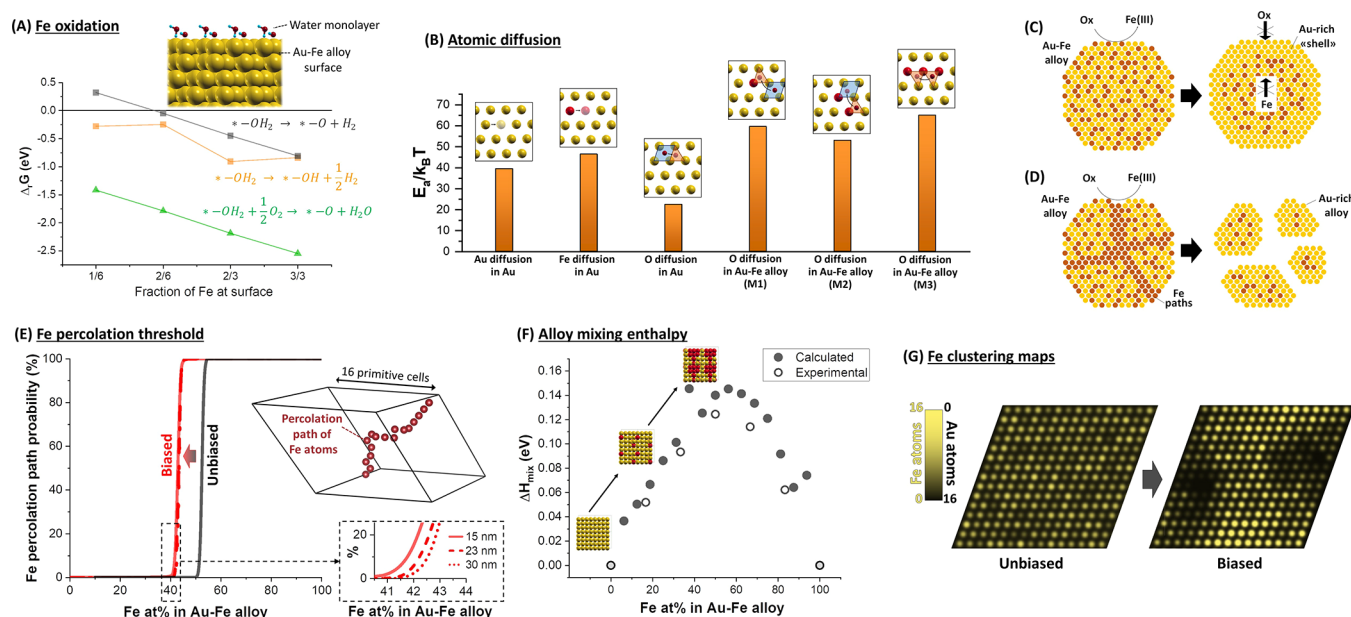 (A) Fe oxidation
Water monolayer
Au-Fe alloy
surface
0.5
0.0
-0.5
-1.0
-1.5
-2.0
-2.5
ΔrG (eV)
*−OH2 → *−O + H2
*−OH2 → *−OH + 1/2 H2
*−OH2 + 1/2 O2 → *−O + H2O
1/6
2/6
2/3
3/3
Fraction of Fe at surface
(B) Atomic diffusion
Ea/kBT
75
70
60
50
40
30
20
10
0
Au diffusion
in Au
Fe diffusion
in Au
O diffusion
in Au
O diffusion
in Au-Fe alloy
(M1)
O diffusion
in Au-Fe alloy
(M2)
O diffusion
in Au-Fe alloy
(M3)
(C)
Ox
Fe(III)
Au-Fe
alloy
Ox
Au-rich
«shell»
Fe
(D)
Ox
Fe(III)
Au-Fe
alloy
Au-rich
alloy
Fe
paths
(E) Fe percolation threshold
Fe percolation path proability (%)
100
80
60
40
20
0
Biased
Unbiased
16 primitive cells
Percolation
path of
Fe atoms
%
20
0
15 nm
23 nm
30 nm
41
42
43
44
Fe at% in Au-Fe alloy
0
20
40
60
80
100
Fe at% in Au-Fe alloy
(F) Alloy mixing enthalpy
ΔHmix (eV)
0.16
0.14
0.12
0.10
0.08
0.06
0.04
0.02
0.00
Calculated
Experimental
0
20
40
60
80
100
Fe at% in Au-Fe alloy
(G) Fe clustering maps
16
0
Fe atoms
Au atoms
0
16
Unbiased
Biased